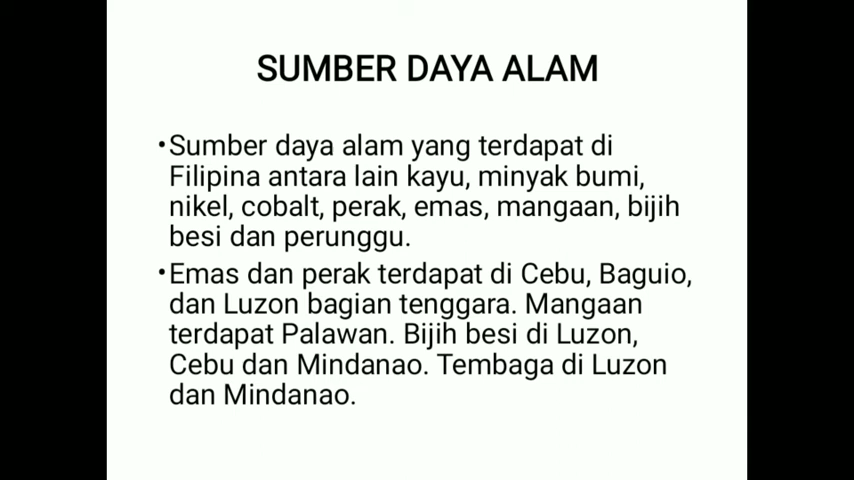 SUMBER DAYA ALAM
•Sumber daya alam yang terdapat di
Filipina antara lain kayu, minyak bumi,
nikel, cobalt, perak, emas, mangaan, bijih
besi dan perunggu.
•Emas dan perak terdapat di Cebu, Baguio,
dan Luzon bagian tenggara. Mangaan
terdapat Palawan. Bijih besi di Luzon,
Cebu dan Mindanao. Tembaga di Luzon
dan Mindanao.